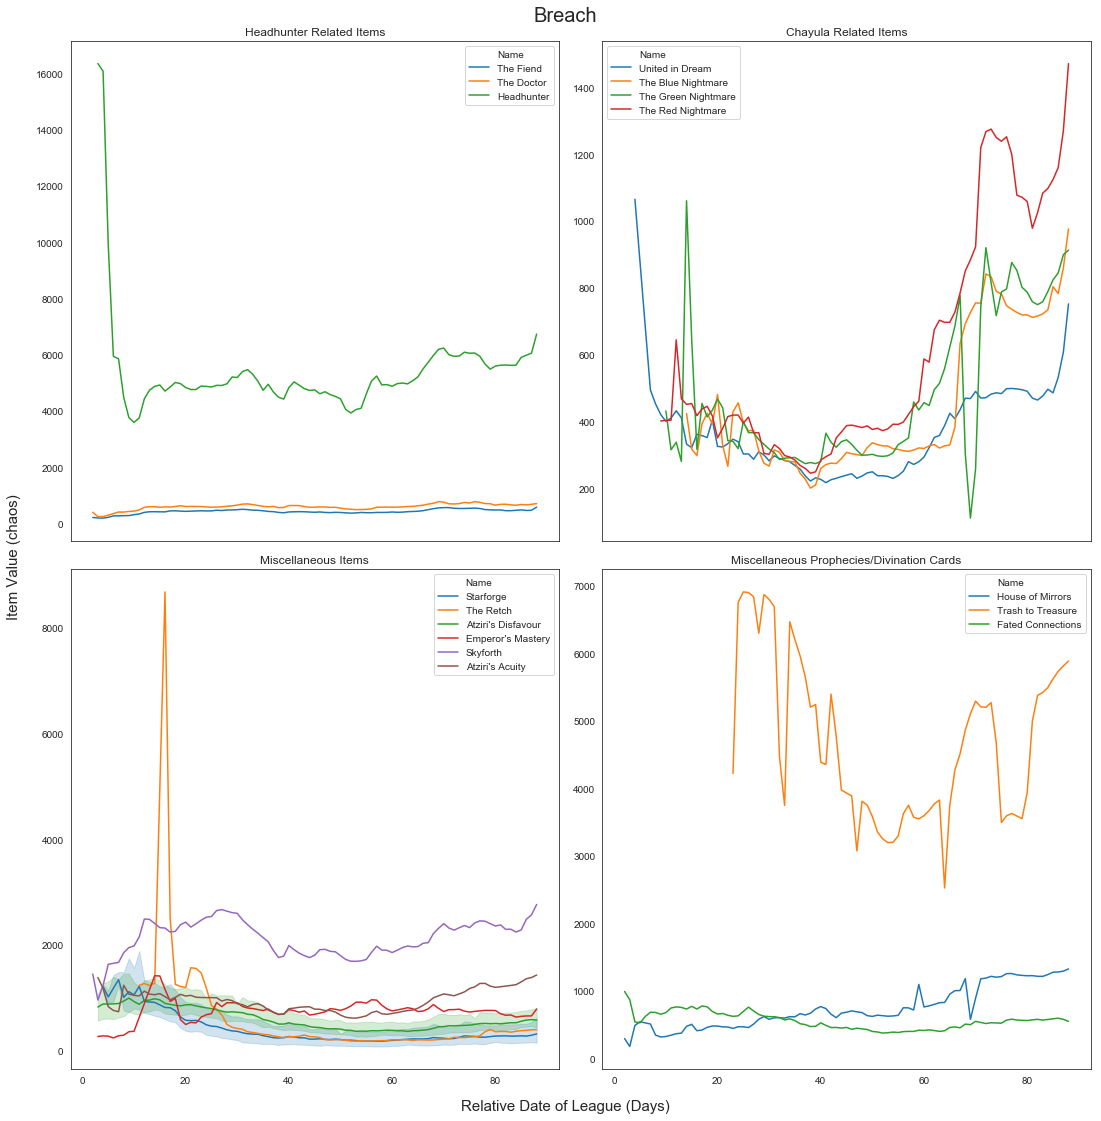 Breach
Headhunter Related Items
Name
The Fiend
The Doctor
Headhunter
16000
14000
12000
10000
8000
6000
4000
2000
0
Chayula Related Items
Name
United in Dream
The Blue Nightmare
The Green Nightmare
The Red Nightmare
1400
1200
1000
800
600
400
200
Item Value (chaos)
Miscellaneous Items
Name
Starforge
The Retch
Atziri's Disfavour
Emperor's Mastery
Skyforth
Atziri's Acuity
8000
6000
4000
2000
0
0 20 40 60 80
Miscellaneous Prophecies/Divination Cards
Name
House of Mirrors
Trash to Treasure
Fated Connections
7000
6000
5000
4000
3000
2000
1000
0
0 20 40 60 80
Relative Date of League (Days)